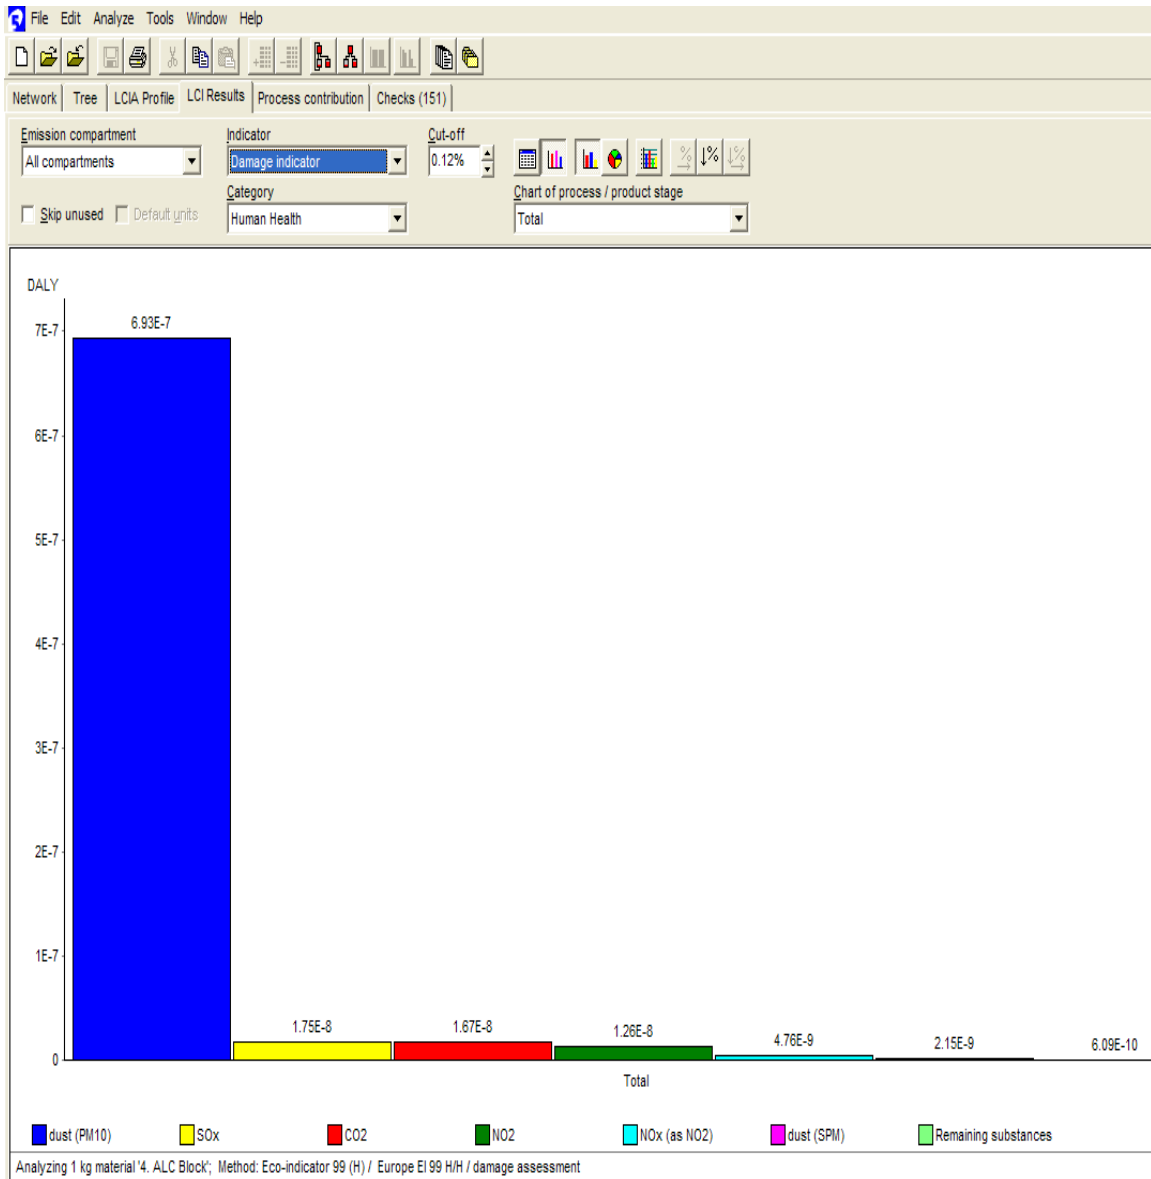 File Edit Analyze Tools Window Help
Network Tree LCIA Profile LCI Results Process contribution Checks (151)
Emission compartment Indicator Cut-off
All compartments Damage indicator 0.12%
Category Chart of process / product stage
Skip unused Default units Human Health Total
DALY
6.93E-7
7E-7
6E-7
5E-7
4E-7
3E-7
2E-7
1E-7
1.75E-8 1.67E-8 1.26E-8 4.76E-9 2.15E-9 6.09E-10
0
Total
dust (PM10) SOx CO2 NO2 NOx (as NO2) dust (SPM) Remaining substances
Analyzing 1 kg material '4. ALC Block'; Method: Eco-indicator 99 (H) / Europe EI 99 H/H / damage assessment